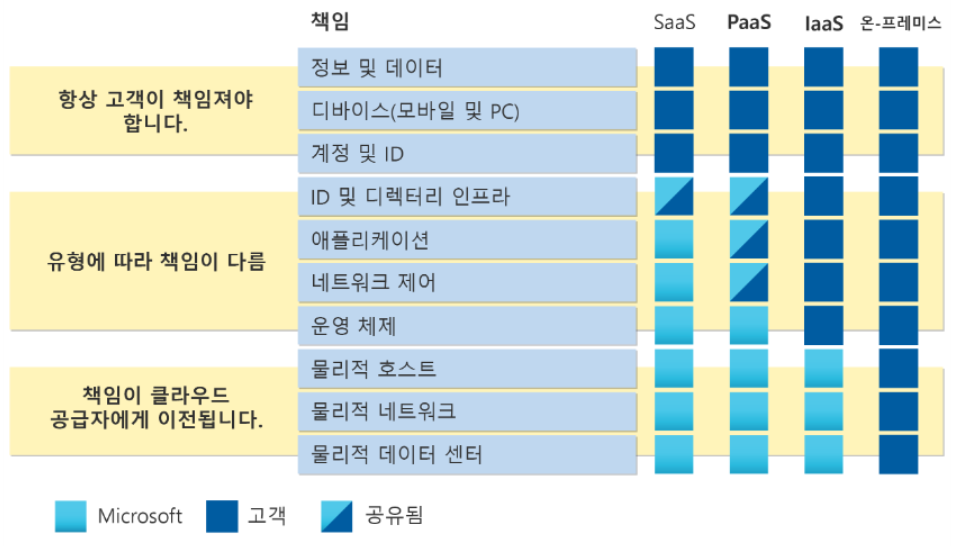 책임 SaaS PaaS IaaS 온-프레미스
항상 고객이 책임져야
합니다.
정보 및 데이터
디바이스(모바일 및 PC)
계정 및 ID
유형에 따라 책임이 다름
ID 및 디렉터리 인프라
애플리케이션
네트워크 제어
운영 체제
책임이 클라우드
공급자에게 이전됩니다.
물리적 호스트
물리적 네트워크
물리적 데이터 센터
Microsoft 고객 공유됨